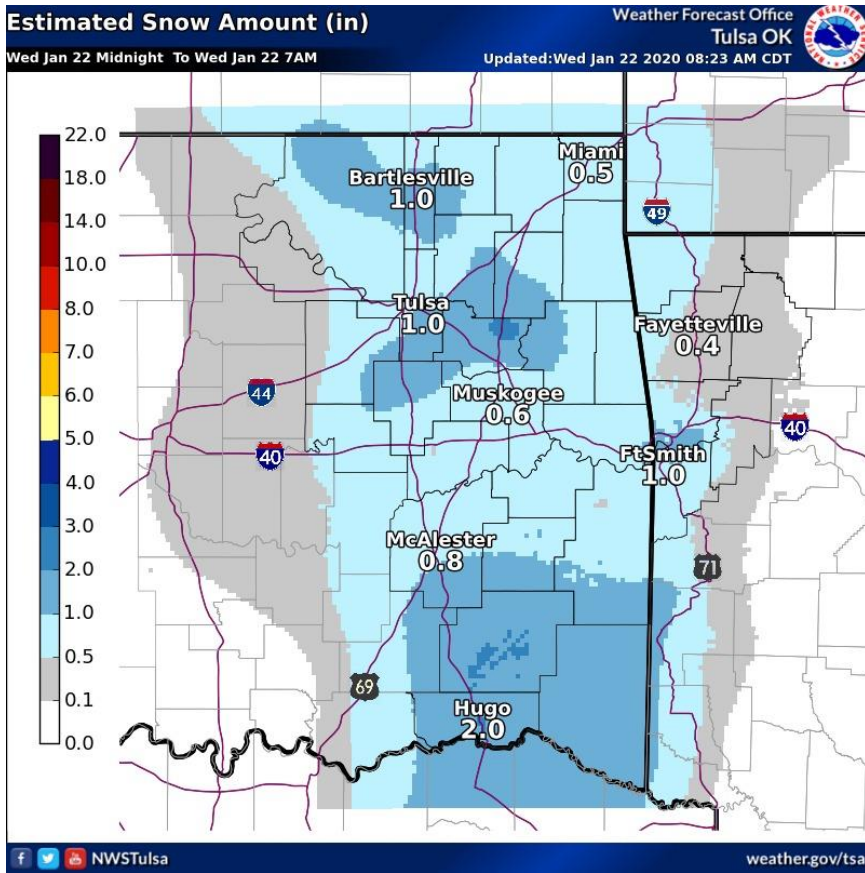 Estimated Snow Amount (in)
Weather Forecast Office
Tulsa OK
Wed Jan 22 Midnight To Wed Jan 22 7AM
Updated:Wed Jan 22 2020 08:23 AM CDT
NATIONAL WEATHER SERVICE
22.0
18.0
14.0
10.0
8.0
7.0
6.0
5.0
4.0
3.0
2.0
1.0
0.5
0.1
0.0
Bartlesville
1.0
Miami
0.5
49
Tulsa
1.0
Fayetteville
0.4
44
Muskogee
0.6
40
40
FtSmith
1.0
McAlester
0.8
71
69
Hugo
2.0
NWSTulsa
weather.gov/tsa